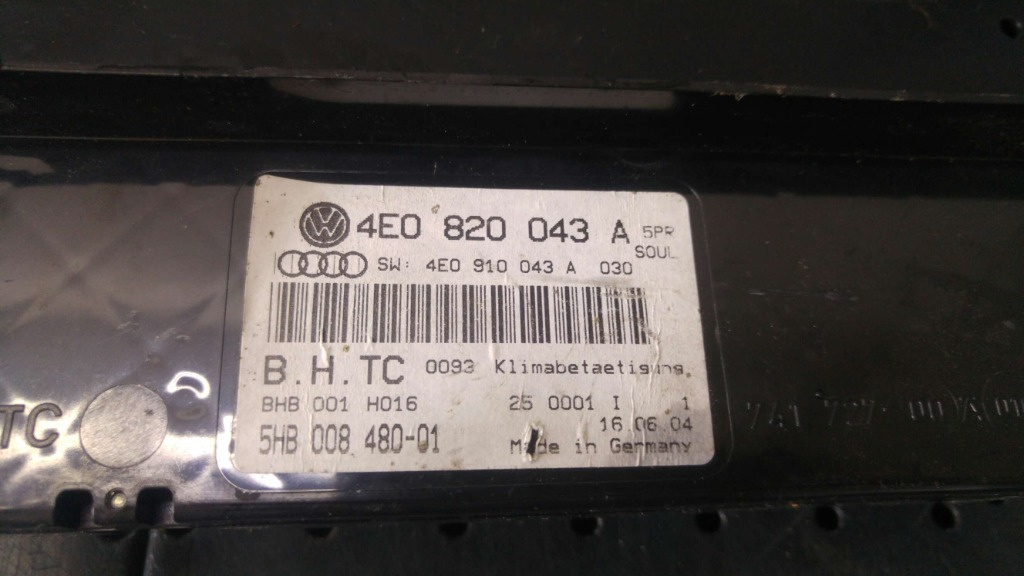 4E0 820 043 A 5PR
SOUL
SW: 4E0 910 043 A 030
B.H.TC 0093 Klimabetaetigung.
BHB 001 H016 25 0001 I 1
16.06.04
5HB 008 480-01 Made in Germany
TC